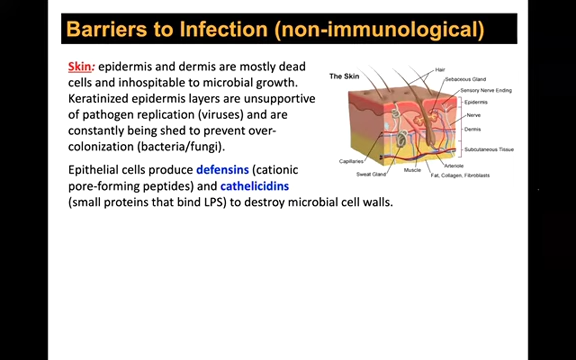 Barriers to Infection (non-immunological)
Skin: epidermis and dermis are mostly dead
cells and inhospitable to microbial growth.
Keratinized epidermis layers are unsupportive
of pathogen replication (viruses) and are
constantly being shed to prevent over-
colonization (bacteria/fungi).
Epithelial cells produce defensins (cationic
pore-forming peptides) and cathelicidins
(small proteins that bind LPS) to destroy microbial cell walls.
The Skin
Hair
Sebaceous Gland
Sensory Nerve Ending
Epidermis
Nerve
Dermis
Subcutaneous Tissue
Capillaries
Sweat Gland
Muscle
Arteriole
Fat, Collagen, Fibroblasts